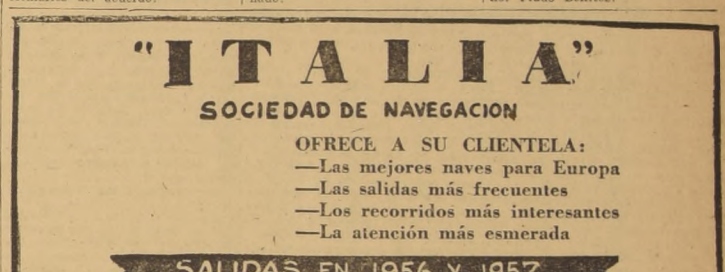 "ITALIA"
SOCIEDAD DE NAVEGACION
OFRECE A SU CLIENTELA:
—Las mejores naves para Europa
—Las salidas más frecuentes
—Los recorridos más interesantes
—La atención más esmerada
SALIDAS EN 1956 Y 1957